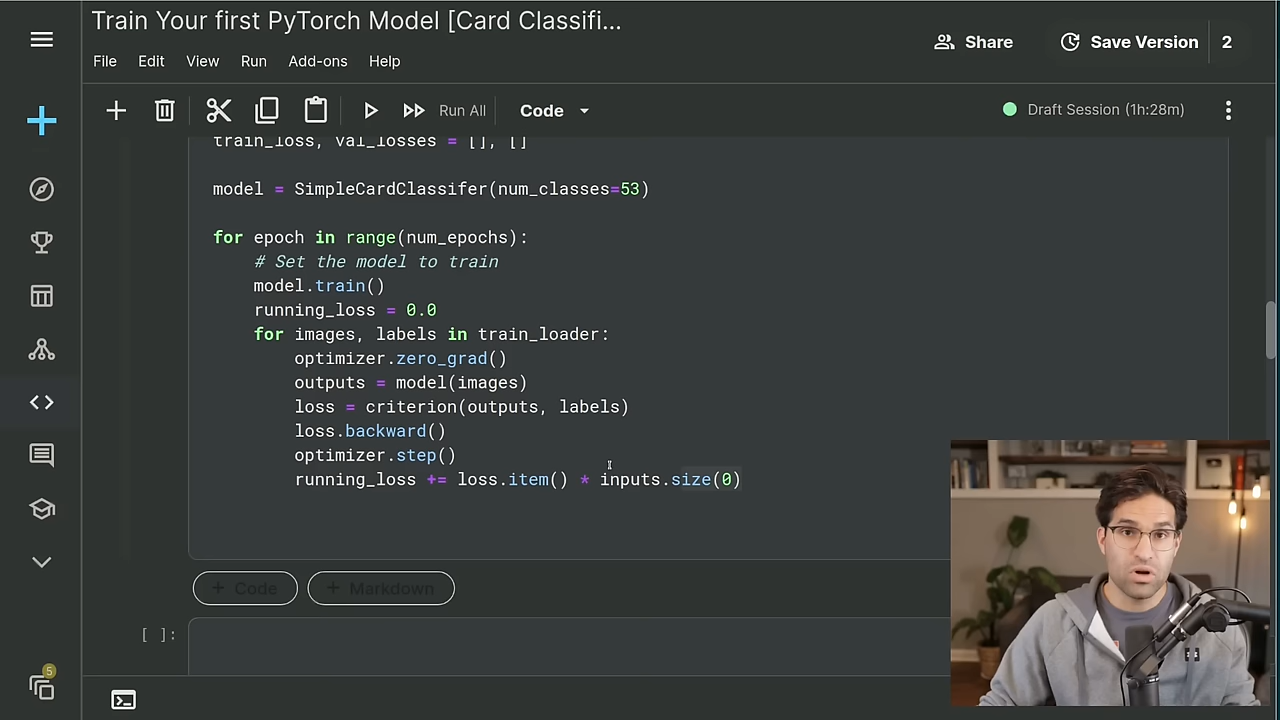 Train Your first PyTorch Model [Card Classifi...
Share
Save Version
2
File Edit View Run Add-ons Help
Run All
Code
Draft Session (1h:28m)
train_loss, val_losses = [], []
model = SimpleCardClassifer(num_classes=53)
for epoch in range(num_epochs):
# Set the model to train
model.train()
running_loss = 0.0
for images, labels in train_loader:
optimizer.zero_grad()
outputs = model(images)
loss = criterion(outputs, labels)
loss.backward()
optimizer.step()
running_loss += loss.item() * inputs.size(0)
+ Code
+ Markdown
[ ]:
5